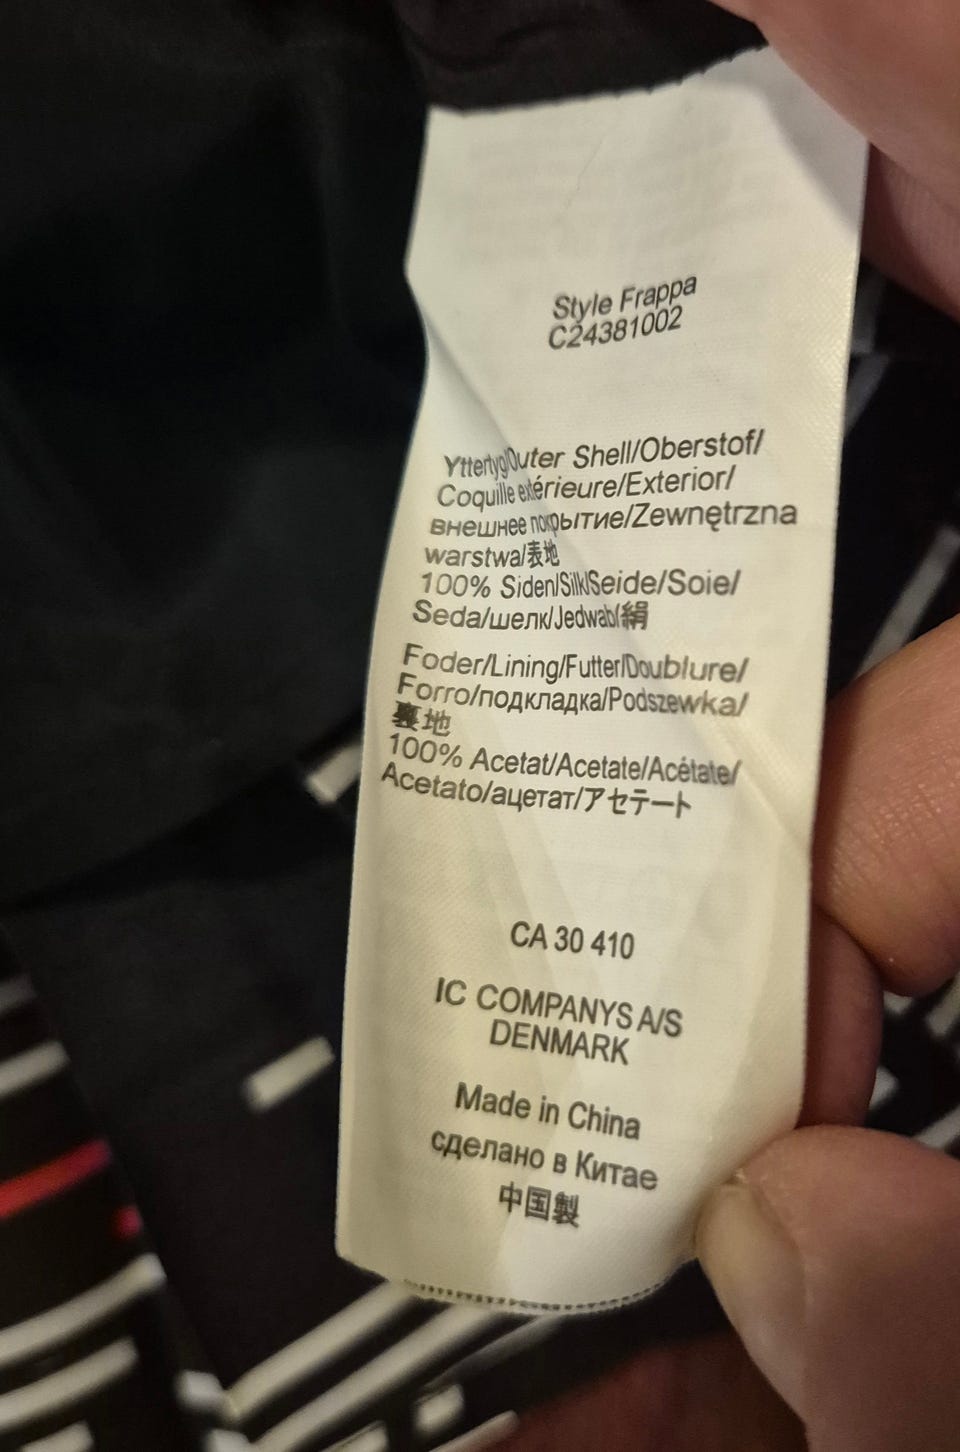 Style Frappa
C24381002
Yttertyg/Outer Shell/Oberstof/
Coquille extérieure/Exterior/
внешнее покрытие/Zewnętrzna
warstwa/表地
100% Siden/Silk/Seide/Soie/
Seda/шелк/Jedwab/絹
Foder/Lining/Futter/Doublure/
Forro/подкладка/Podszewka/
裏地
100% Acetat/Acetate/Acétate/
Acetato/ацетат/アセテート
CA 30 410
IC COMPANYS A/S
DENMARK
Made in China
сделано в Китае
中国製